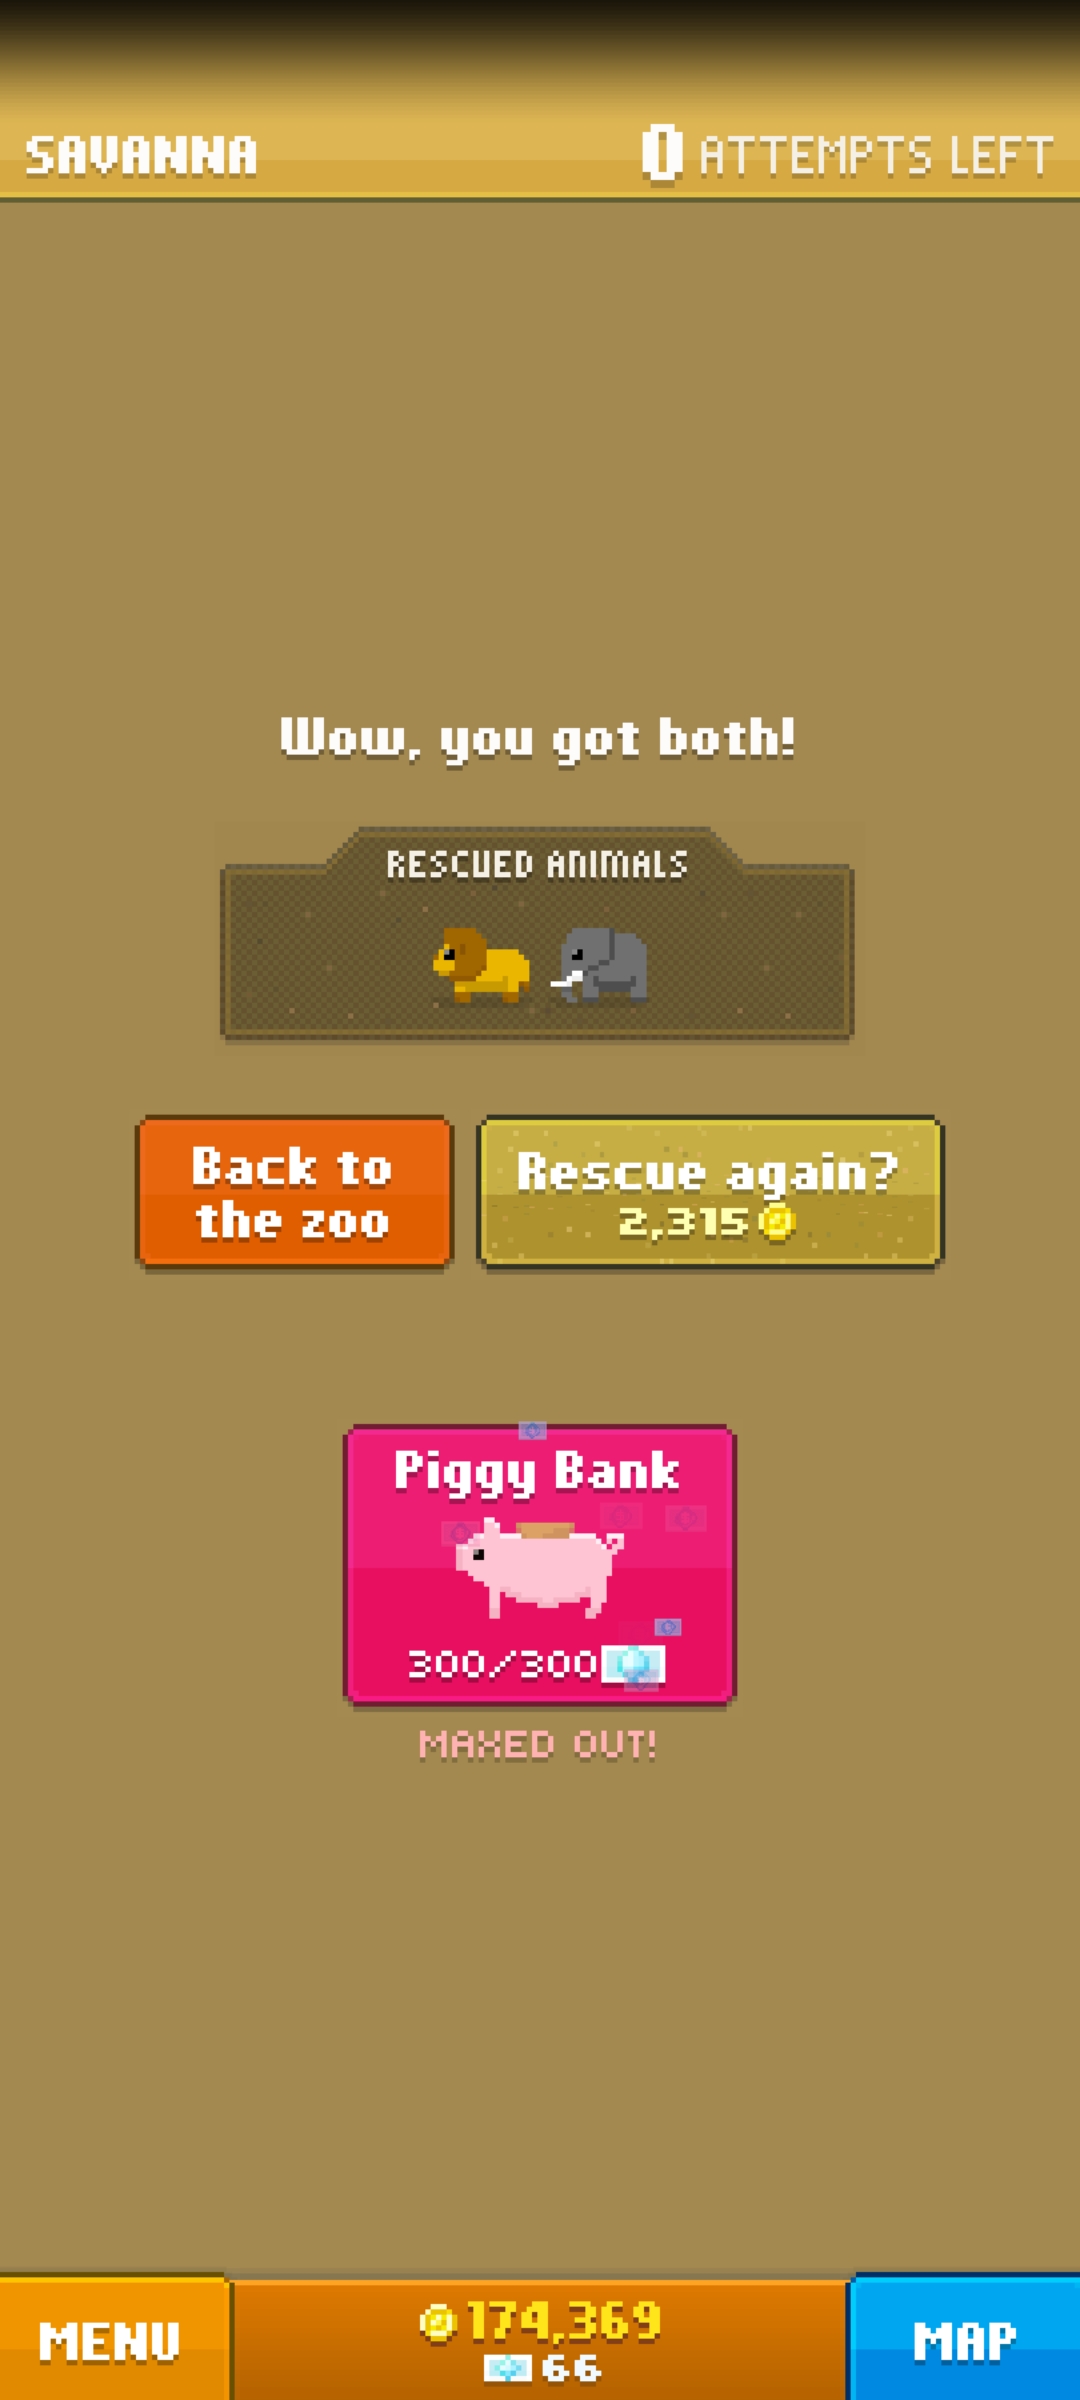 SAVANNA
0 ATTEMPTS LEFT
Wow, you got both!
RESCUED ANIMALS
Back to
the zoo
Rescue again?
2,315
Piggy Bank
300/300
MAXED OUT!
MENU
174,369
66
MAP